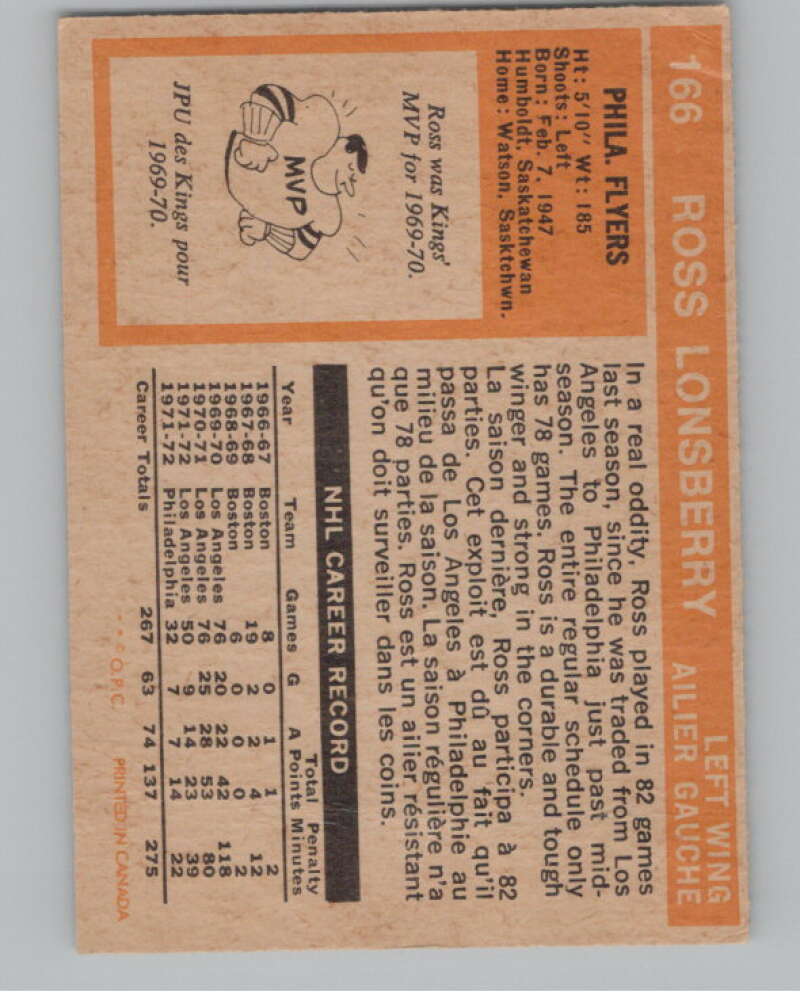 166 ROSS LONSBERRY
LEFT WING
AILIER GAUCHE
PHILA. FLYERS
Ht: 5'10" Wt: 185
Shoots: Left
Born: Feb. 7, 1947
Humboldt, Saskatchewan
Home: Watson, Sasktchwn.
Ross was Kings'
MVP for 1969-70.
MVP
JPU des Kings pour
1969-70.
In a real oddity, Ross played in 82 games
last season, since he was traded from Los
Angeles to Philadelphia just past mid-
season. The entire regular schedule only
has 78 games. Ross is a durable and tough
winger and strong in the corners.
La saison dernière, Ross participa à 82
parties. Cet exploit est dû au fait qu'il
passa de Los Angeles à Philadelphie au
milieu de la saison. La saison régulière n'a
que 78 parties. Ross est un ailier résistant
qu'on doit surveiller dans les coins.
NHL CAREER RECORD
Total Penalty
Year Team Games G A Points Minutes
1966-67 Boston 8 0 1 1 2
1967-68 Boston 19 2 2 4 12
1968-69 Boston 6 0 0 0 2
1969-70 Los Angeles 76 20 22 42 118
1970-71 Los Angeles 76 25 28 53 80
1971-72 Los Angeles 50 9 14 23 39
1971-72 Philadelphia 32 7 7 14 22
Career Totals 267 63 74 137 275
O.P.C. PRINTED IN CANADA